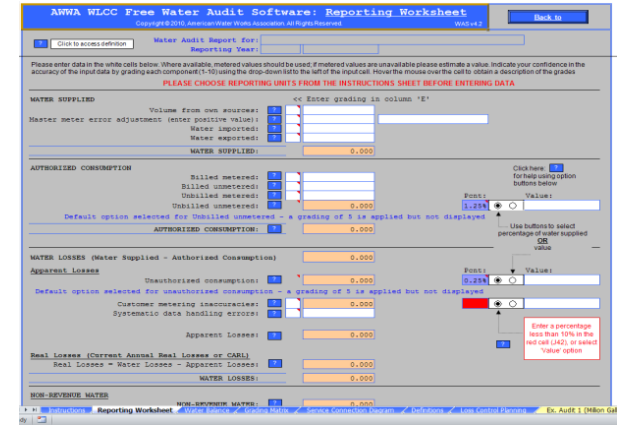 AWWA WLCC Free Water Audit Software: Reporting Worksheet
Back to
Copyright © 2010, American Water Works Association. All Rights Reserved.
WAS v4.2
? Click to access definition
Water Audit Report for:
Reporting Year:
Please enter data in the white cells below. Where available, metered values should be used; if metered values are unavailable please estimate a value. Indicate your confidence in the
accuracy of the input data by grading each component (1-10) using the drop-down list to the left of the input cell. Hover the mouse over the cell to obtain a description of the grades
PLEASE CHOOSE REPORTING UNITS FROM THE INSTRUCTIONS SHEET BEFORE ENTERING DATA
WATER SUPPLIED
<< Enter grading in column 'E'
Volume from own sources: ?
Master meter error adjustment (enter positive value): ?
Water imported: ?
Water exported: ?
WATER SUPPLIED: ? 0.000
AUTHORIZED CONSUMPTION
Click here: ?
for help using option
buttons below
Billed metered: ?
Billed unmetered: ?
Unbilled metered: ?
Pcnt: Value:
Unbilled unmetered: ? 0.000 1.25%
Default option selected for Unbilled unmetered - a grading of 5 is applied but not displayed
AUTHORIZED CONSUMPTION: ? 0.000
Use buttons to select
percentage of water supplied
OR
value
WATER LOSSES (Water Supplied - Authorized Consumption) 0.000
Apparent Losses
Pcnt: Value:
Unauthorized consumption: ? 0.000 0.25%
Default option selected for unauthorized consumption - a grading of 5 is applied but not displayed
Customer metering inaccuracies: ? 0.000
Systematic data handling errors: ?
Enter a percentage
less than 10% in the
red cell (J42), or select
'Value' option
?
Apparent Losses: ? 0.000
Real Losses (Current Annual Real Losses or CARL)
Real Losses = Water Losses - Apparent Losses: ? 0.000
WATER LOSSES: 0.000
NON-REVENUE WATER
NON-REVENUE WATER: ? 0.000
Instructions Reporting Worksheet Water Balance Grading Matrix Service Connection Diagram Definitions Loss Control Planning Ex. Audit 1 (Million Gal
dy